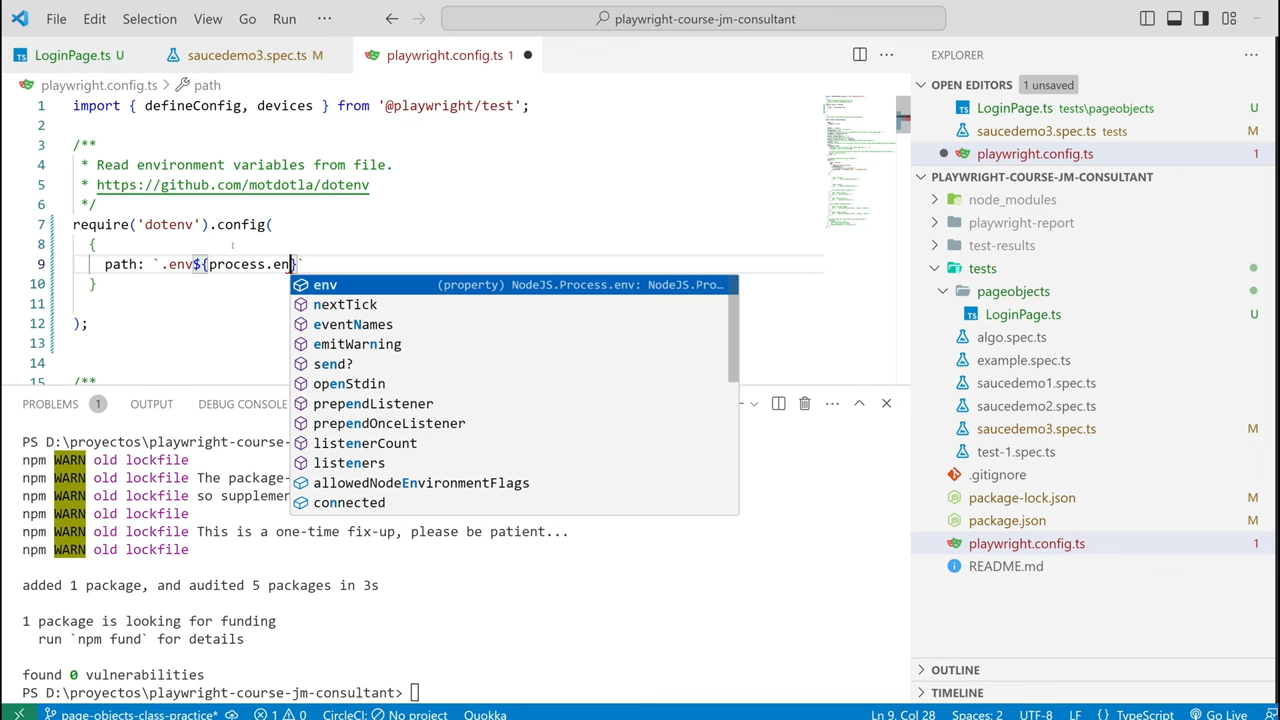 File Edit Selection View Go Run ··· playwright-course-jm-consultant
LoginPage.ts U saucedemo3.spec.ts M playwright.config.ts 1
playwright.config.ts > path
1 import { defineConfig, devices } from '@playwright/test';
2
3 /**
4 * Read environment variables from file.
5 * https://github.com/motdotla/dotenv
6 */
7 require('dotenv').config(
8 {
9 path: `.env${process.en}`
10 }
11
12 );
13
14
15 /**
env (property) NodeJS.Process.env: NodeJS.Pro...
nextTick
eventNames
emitWarning
send?
openStdin
prependListener
prependOnceListener
listenerCount
listeners
allowedNodeEnvironmentFlags
connected
PROBLEMS 1 OUTPUT DEBUG CONSOLE
PS D:\proyectos\playwright-course-
npm WARN old lockfile
npm WARN old lockfile The package-
npm WARN old lockfile so supplemen
npm WARN old lockfile
npm WARN old lockfile This is a one-time fix-up, please be patient...
npm WARN old lockfile
added 1 package, and audited 5 packages in 3s
1 package is looking for funding
run `npm fund` for details
found 0 vulnerabilities
PS D:\proyectos\playwright-course-jm-consultant>
EXPLORER
OPEN EDITORS 1 unsaved
LoginPage.ts tests\pageobjects U
saucedemo3.spec.ts M
playwright.config.ts 1
PLAYWRIGHT-COURSE-JM-CONSULTANT
node_modules
playwright-report
test-results
tests
pageobjects
LoginPage.ts U
algo.spec.ts
example.spec.ts
saucedemo1.spec.ts
saucedemo2.spec.ts
saucedemo3.spec.ts M
test-1.spec.ts
.gitignore
package-lock.json M
package.json M
playwright.config.ts 1
README.md
OUTLINE
TIMELINE
page-objects-class-practice* 1 0 CircleCI: No project Quokka Ln 9, Col 28 Spaces: 2 UTF-8 LF {} TypeScript Go Live